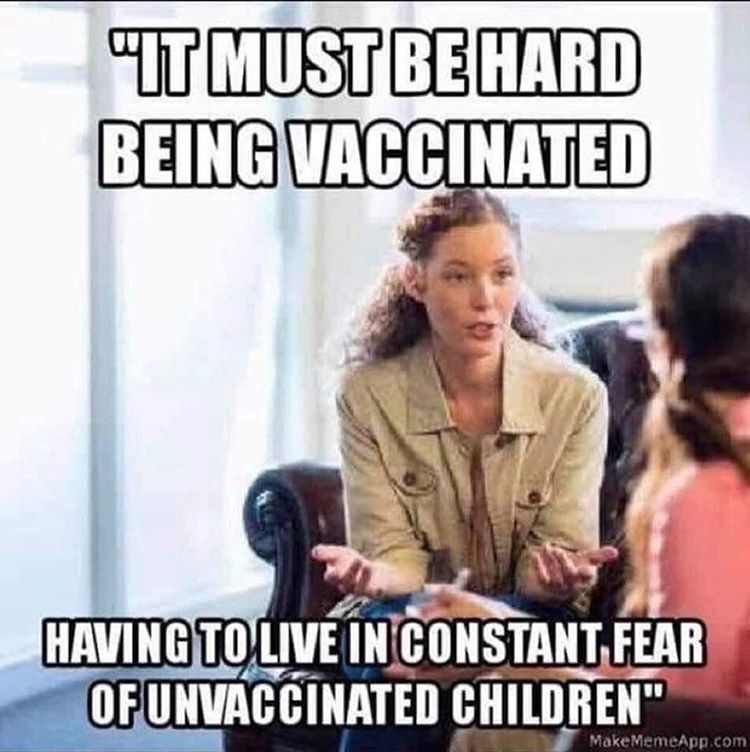 "IT MUST BE HARD
BEING VACCINATED
HAVING TO LIVE IN CONSTANT FEAR
OF UNVACCINATED CHILDREN"
MakeMemeApp.com